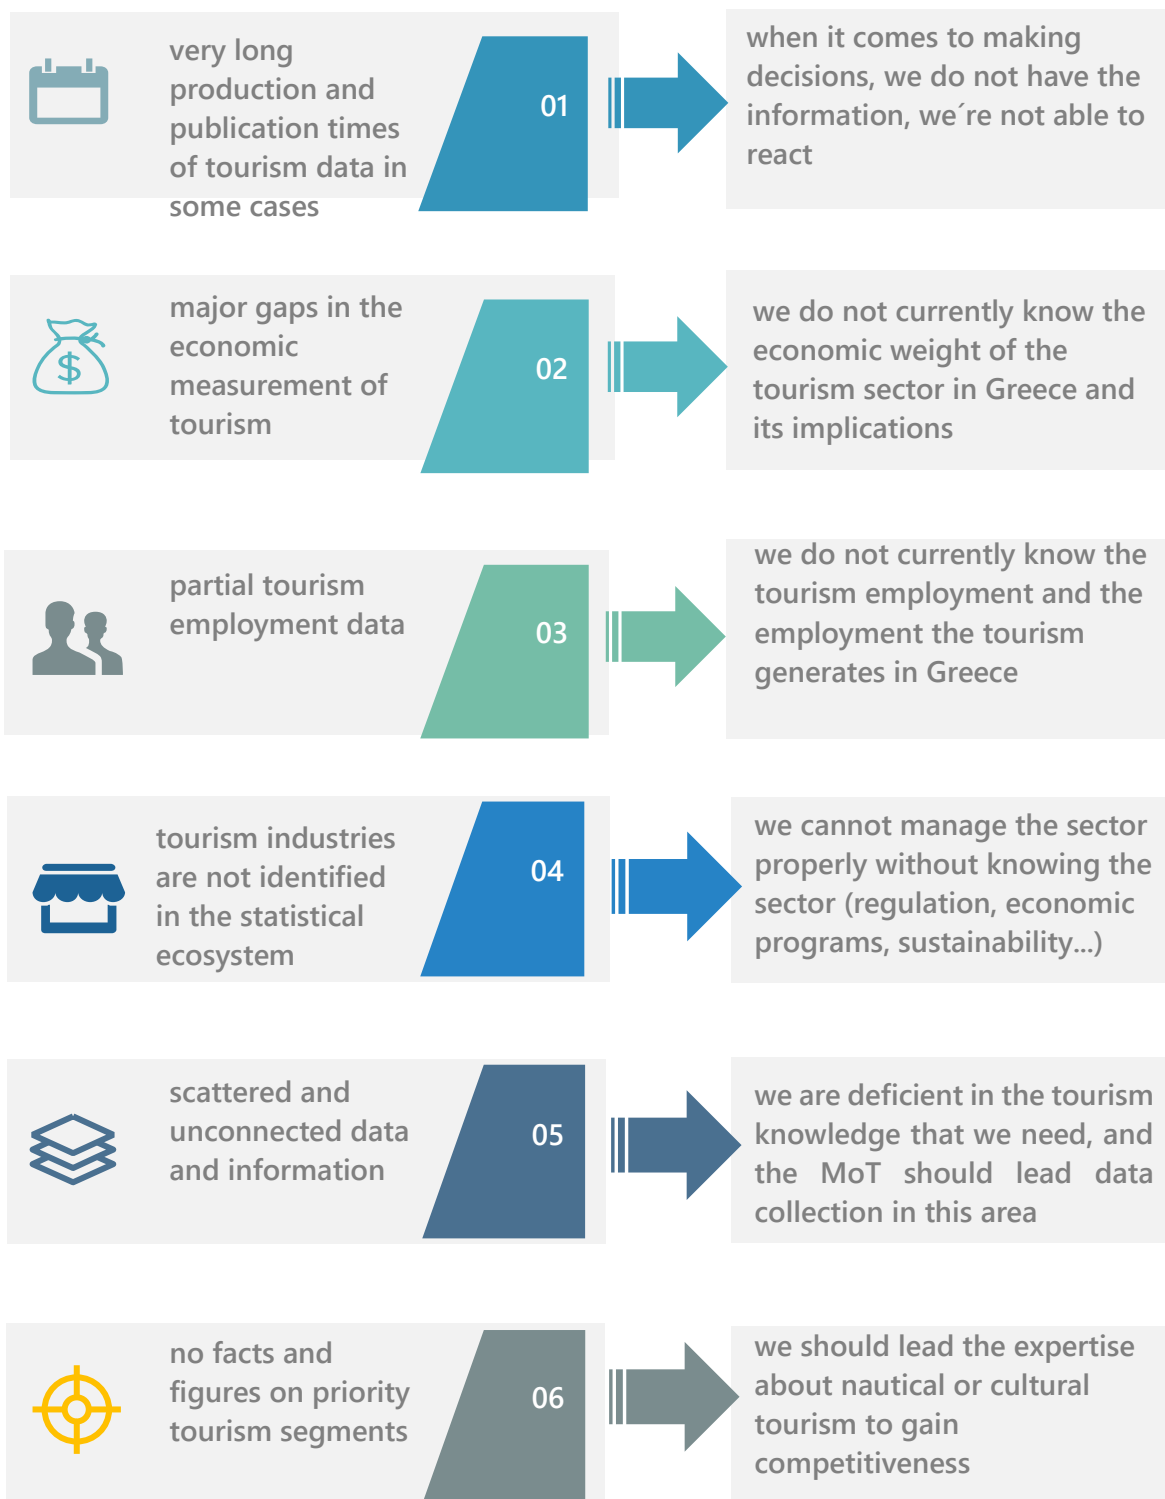 very long
production and
publication times
of tourism data in
some cases
01
when it comes to making
decisions, we do not have the
information, we´re not able to
react
major gaps in the
economic
measurement of
tourism
$
02
we do not currently know the
economic weight of the
tourism sector in Greece and
its implications
partial tourism
employment data
03
we do not currently know the
tourism employment and the
employment the tourism
generates in Greece
tourism industries
are not identified
in the statistical
ecosystem
04
we cannot manage the sector
properly without knowing the
sector (regulation, economic
programs, sustainability...)
scattered and
unconnected data
and information
05
we are deficient in the tourism
knowledge that we need, and
the MoT should lead data
collection in this area
no facts and
figures on priority
tourism segments
06
we should lead the expertise
about nautical or cultural
tourism to gain
competitiveness